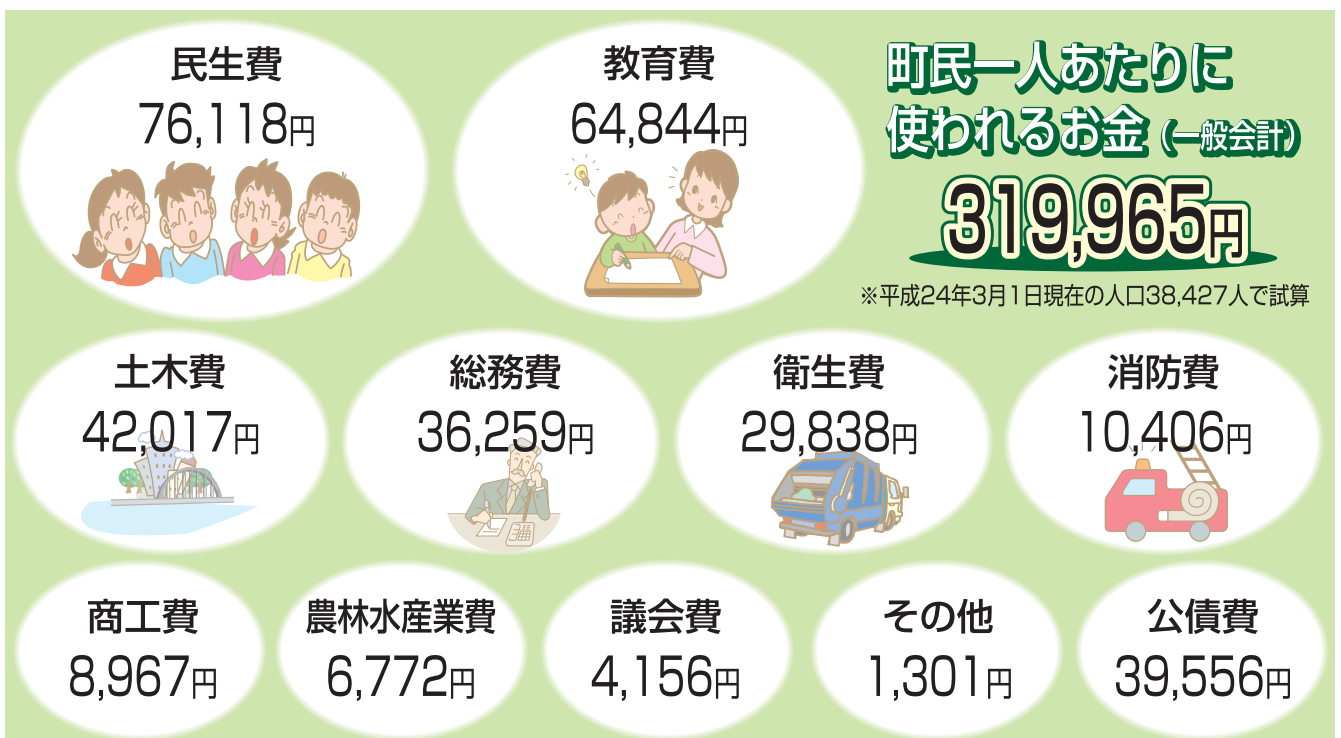 民生費
76,118円
教育費
64,844円
町民一人あたりに
使われるお金（一般会計）
319,965円
※平成24年3月1日現在の人口38,427人で試算
土木費
42,017円
総務費
36,259円
衛生費
29,838円
消防費
10,406円
商工費
8,967円
農林水産業費
6,772円
議会費
4,156円
その他
1,301円
公債費
39,556円